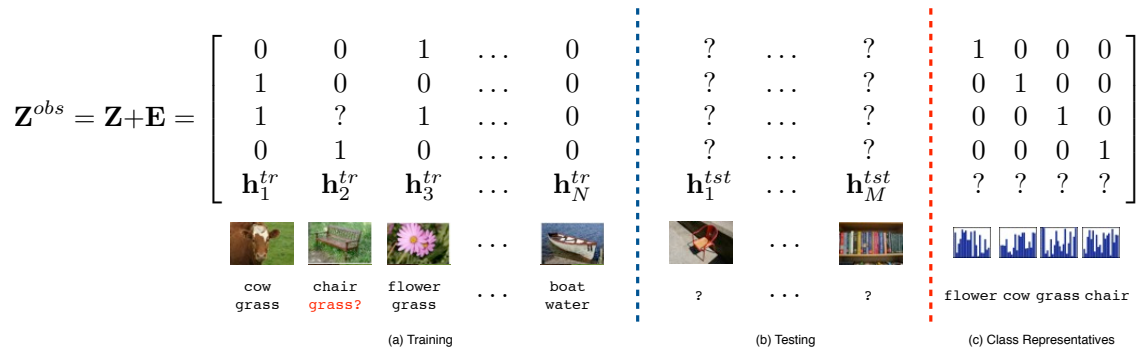 0 0 1 … 0 ? … ? 1 0 0 0
1 0 0 … 0 ? … ? 0 1 0 0
Z^{obs} = Z+E = 1 ? 1 … 0 ? … ? 0 0 1 0
0 1 0 … 0 ? … ? 0 0 0 1
h_1^{tr} h_2^{tr} h_3^{tr} … h_N^{tr} h_1^{tst} … h_M^{tst} ? ? ? ?
…  …
cow chair flower … boat ? … ? flower cow grass chair
grass grass? grass water
(a) Training (b) Testing (c) Class Representatives